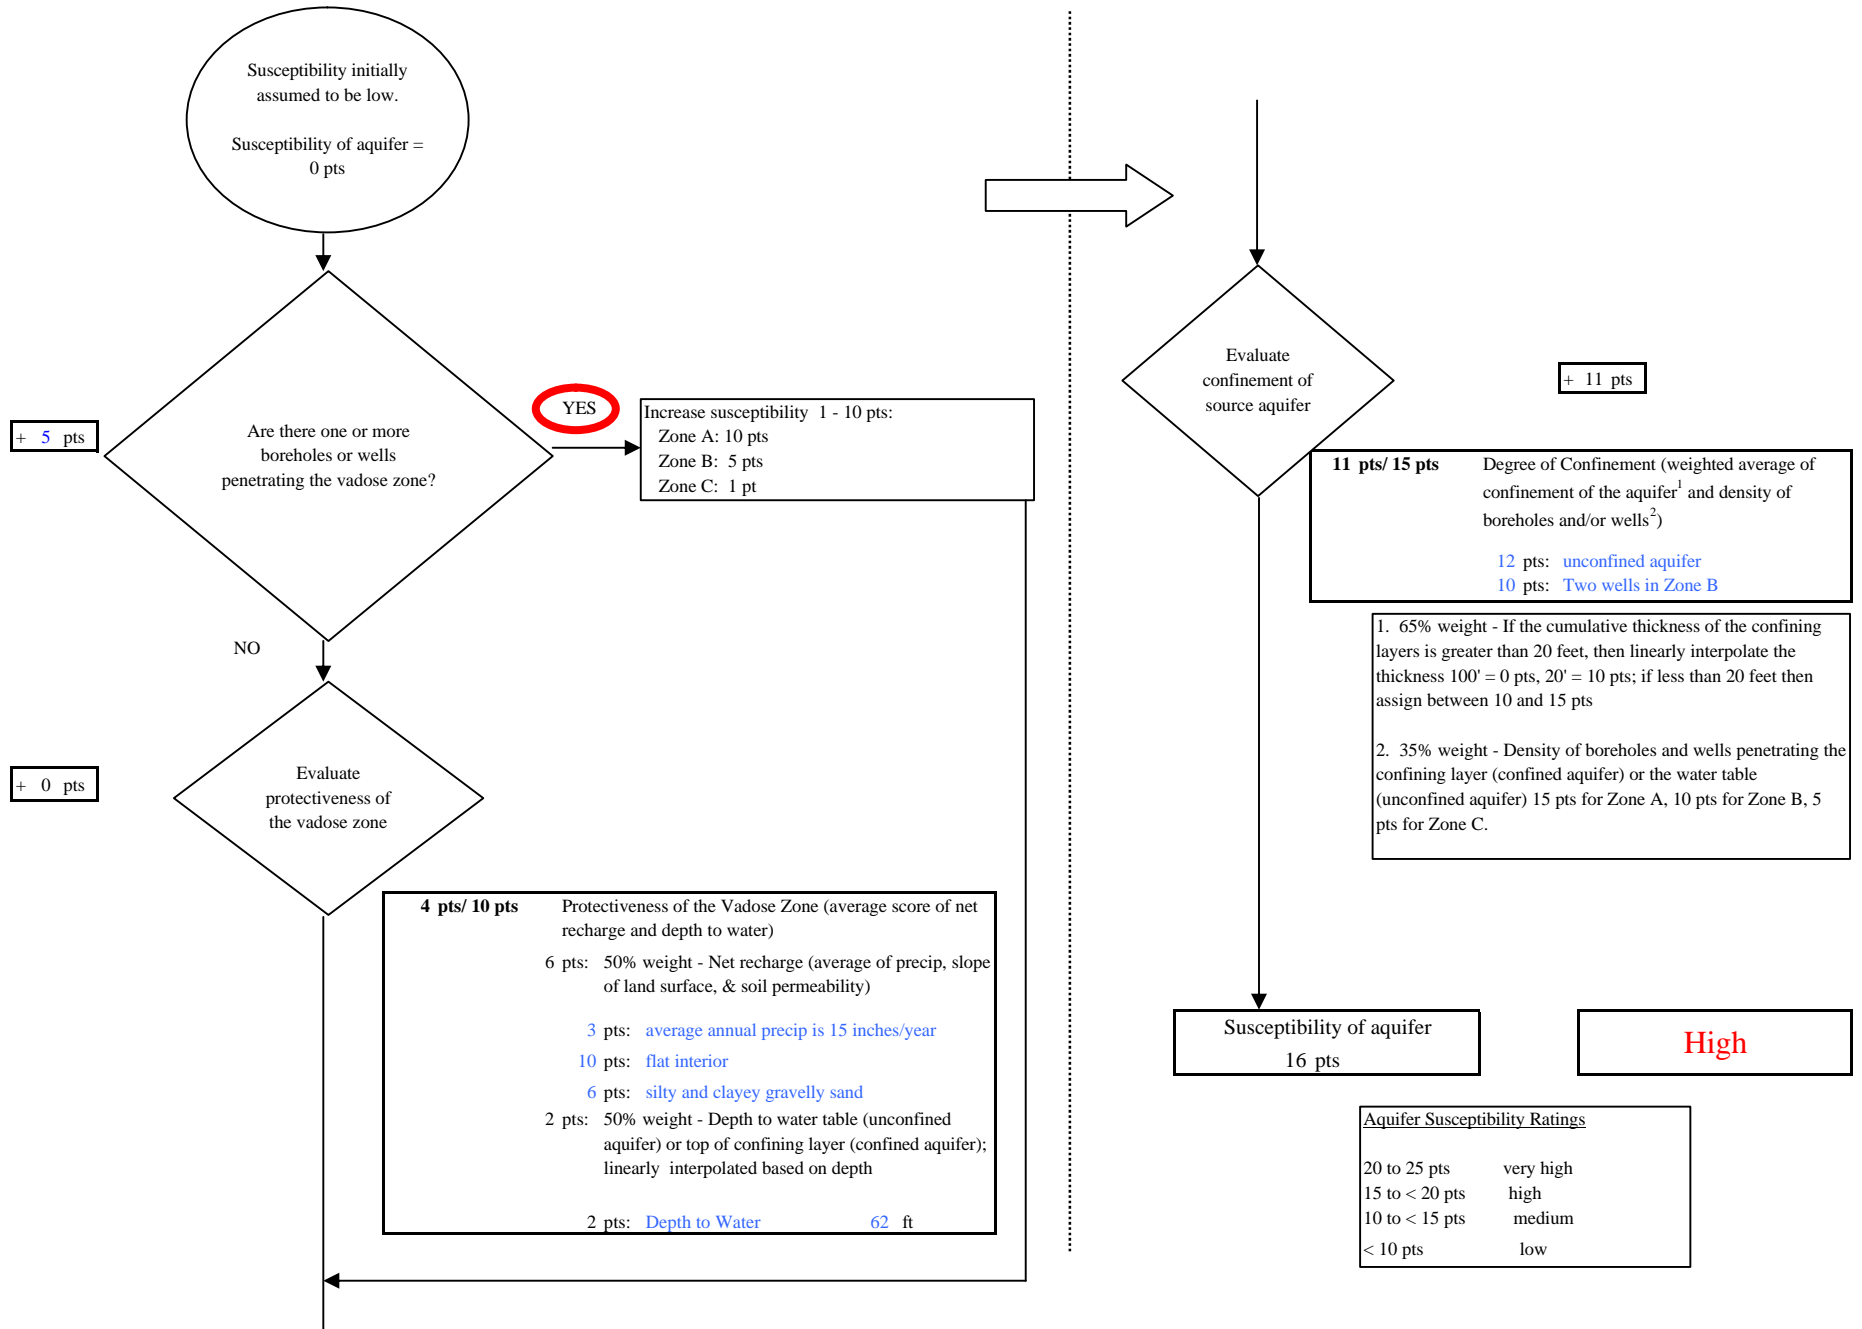 Susceptibility initially
assumed to be low.
Susceptibility of aquifer =
0 pts
+ 5 pts
Are there one or more
boreholes or wells
penetrating the vadose zone?
YES
Increase susceptibility 1 - 10 pts:
Zone A: 10 pts
Zone B: 5 pts
Zone C: 1 pt
NO
+ 0 pts
Evaluate
protectiveness of
the vadose zone
4 pts/ 10 pts Protectiveness of the Vadose Zone (average score of net
recharge and depth to water)
6 pts: 50% weight - Net recharge (average of precip, slope
of land surface, & soil permeability)
3 pts: average annual precip is 15 inches/year
10 pts: flat interior
6 pts: silty and clayey gravelly sand
2 pts: 50% weight - Depth to water table (unconfined
aquifer) or top of confining layer (confined aquifer);
linearly interpolated based on depth
2 pts: Depth to Water 62 ft
Evaluate
confinement of
source aquifer
+ 11 pts
11 pts/ 15 pts Degree of Confinement (weighted average of
confinement of the aquifer1 and density of
boreholes and/or wells2)
12 pts: unconfined aquifer
10 pts: Two wells in Zone B
1. 65% weight - If the cumulative thickness of the confining
layers is greater than 20 feet, then linearly interpolate the
thickness 100' = 0 pts, 20' = 10 pts; if less than 20 feet then
assign between 10 and 15 pts
2. 35% weight - Density of boreholes and wells penetrating the
confining layer (confined aquifer) or the water table
(unconfined aquifer) 15 pts for Zone A, 10 pts for Zone B, 5
pts for Zone C.
Susceptibility of aquifer
16 pts
High
Aquifer Susceptibility Ratings
20 to 25 pts very high
15 to < 20 pts high
10 to < 15 pts medium
< 10 pts low